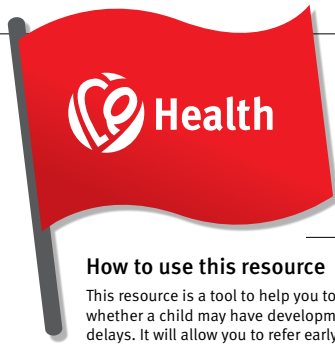 Health
How to use this resource
This resource is a tool to help you to
whether a child may have
delays. It will allow you to refer early